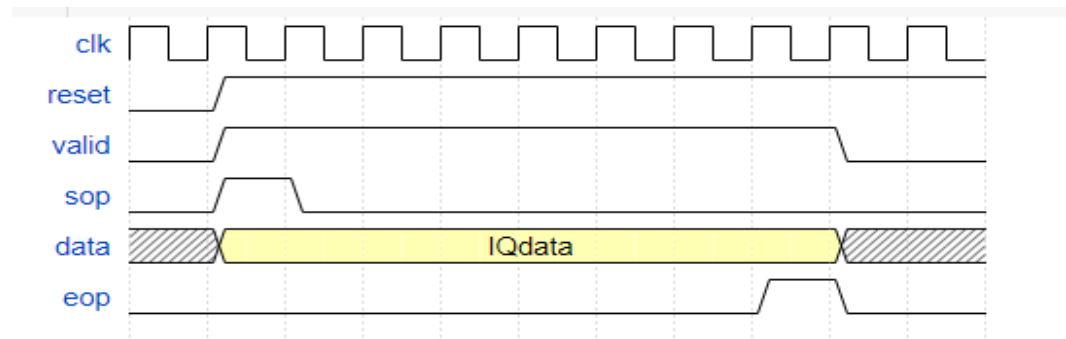 clk
reset
valid
sop
data IQdata
eop